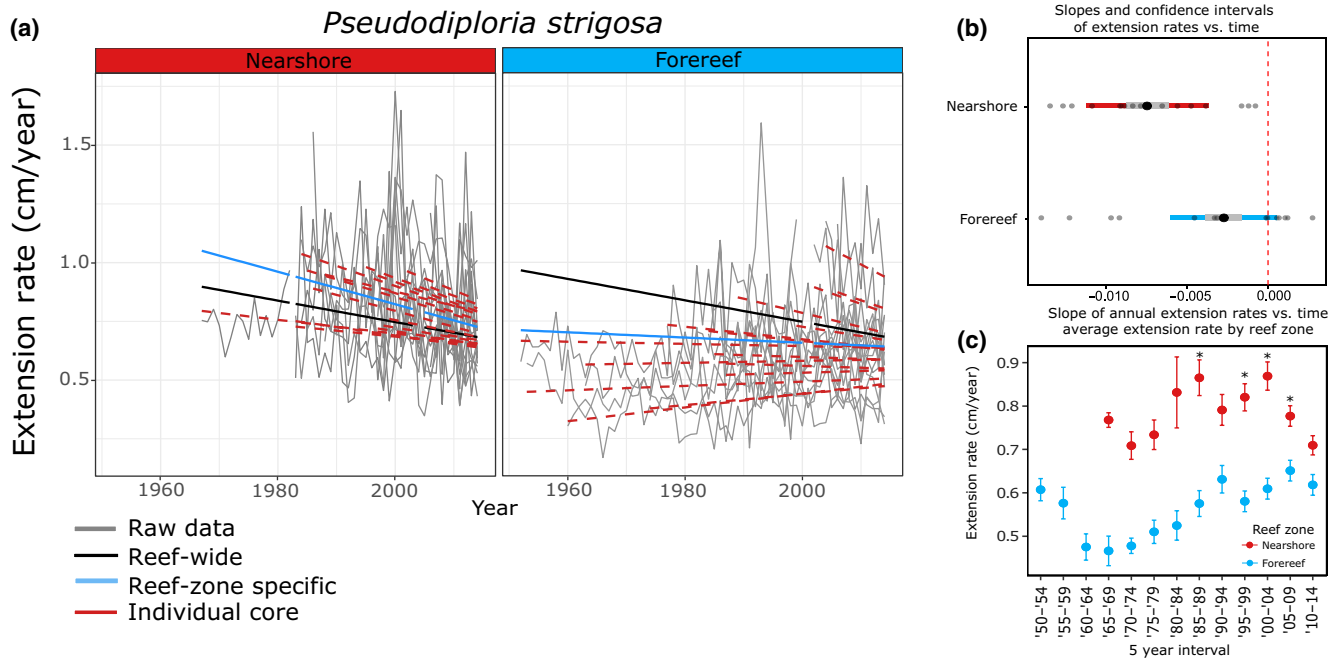 (a)
Pseudodiploria strigosa
Nearshore
Forereef
Extension rate (cm/year)
1.5
1.0
0.5
1960
1980
2000
1960
1980
2000
Year
Raw data
Reef-wide
Reef-zone specific
Individual core
(b)
Slopes and confidence intervals
of extension rates vs. time
Nearshore
Forereef
−0.010
−0.005
0.000
Slope of annual extension rates vs. time
average extension rate by reef zone
(c)
Extension rate (cm/year)
0.9
0.8
0.7
0.6
0.5
*
*
*
*
Reef zone
Nearshore
Forereef
'50−'54
'55−'59
'60−'64
'65−'69
'70−'74
'75−'79
'80−'84
'85−'89
'90−'94
'95−'99
'00−'04
'05−'09
'10−'14
5 year interval